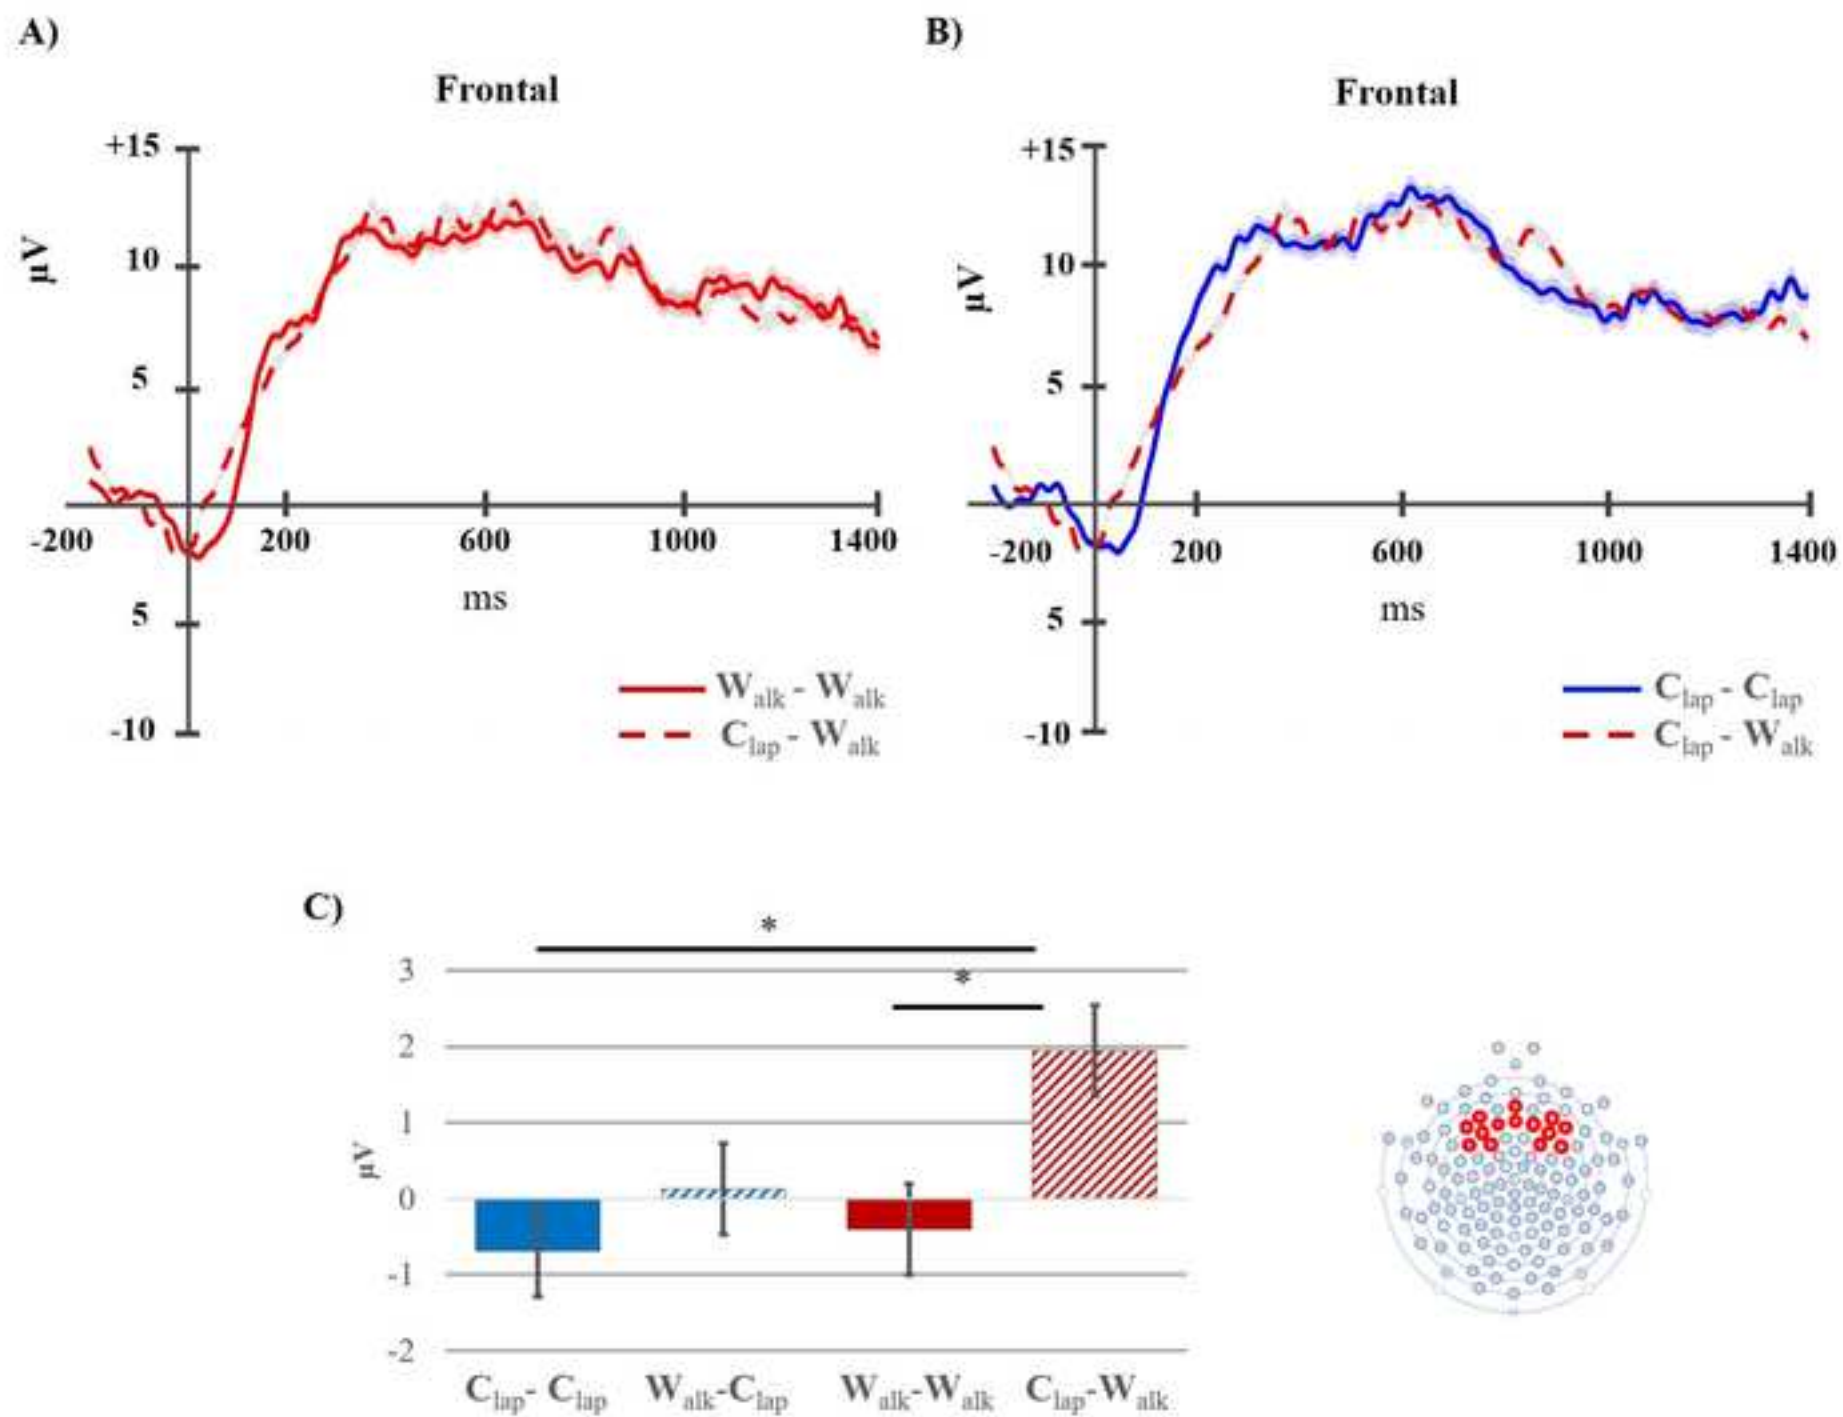 A)
Frontal
+15
10
5
µV
-200 200 600 1000 1400
ms
5
-10
Walk - Walk
Clap - Walk
B)
Frontal
+15
10
5
µV
-200 200 600 1000 1400
ms
5
-10
Clap - Clap
Clap - Walk
C)
*
3
*
2
1
µV
0
-1
-2
Clap- Clap Walk-Clap Walk-Walk Clap-Walk